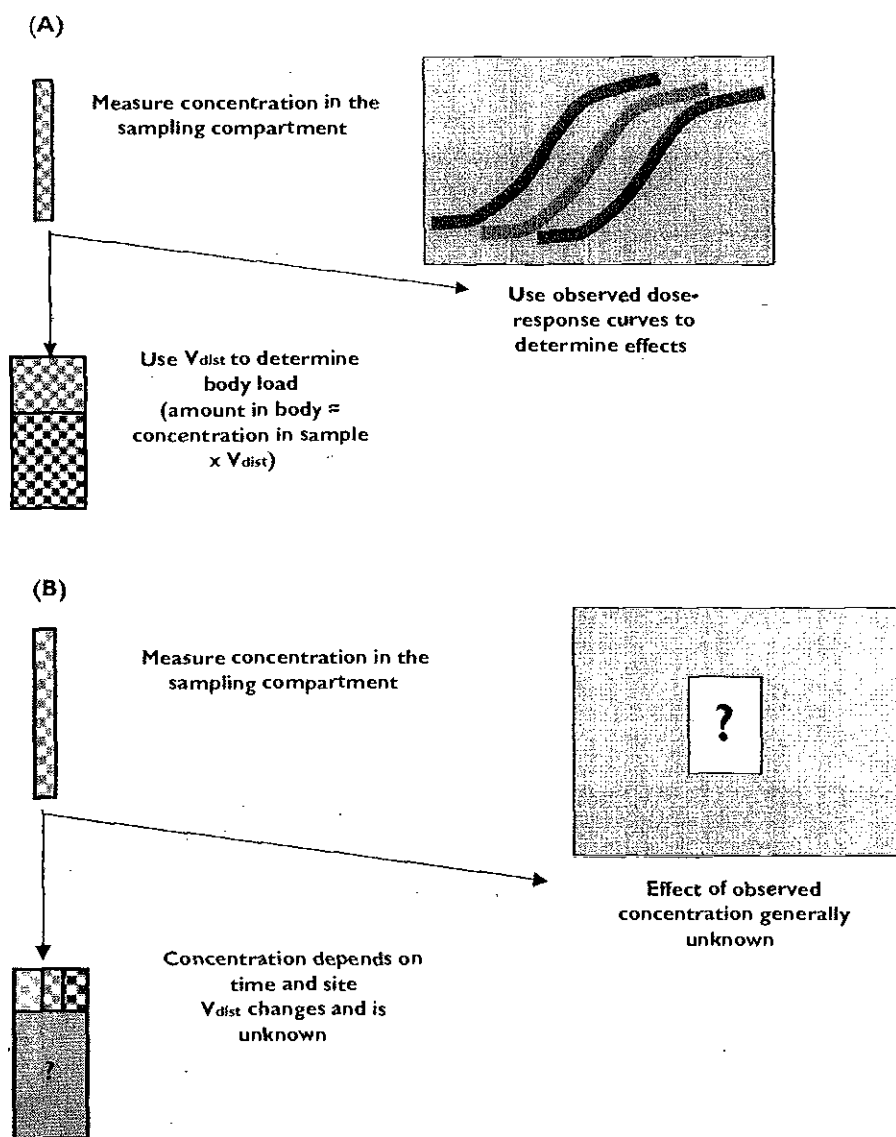 (A)
Measure concentration in the
sampling compartment
Use observed dose-
response curves to
determine effects
Use Vdist to determine
body load
(amount in body =
concentration in sample
x Vdist)
(B)
Measure concentration in the
sampling compartment
?
Effect of observed
concentration generally
unknown
Concentration depends on
time and site
Vdist changes and is
unknown
?